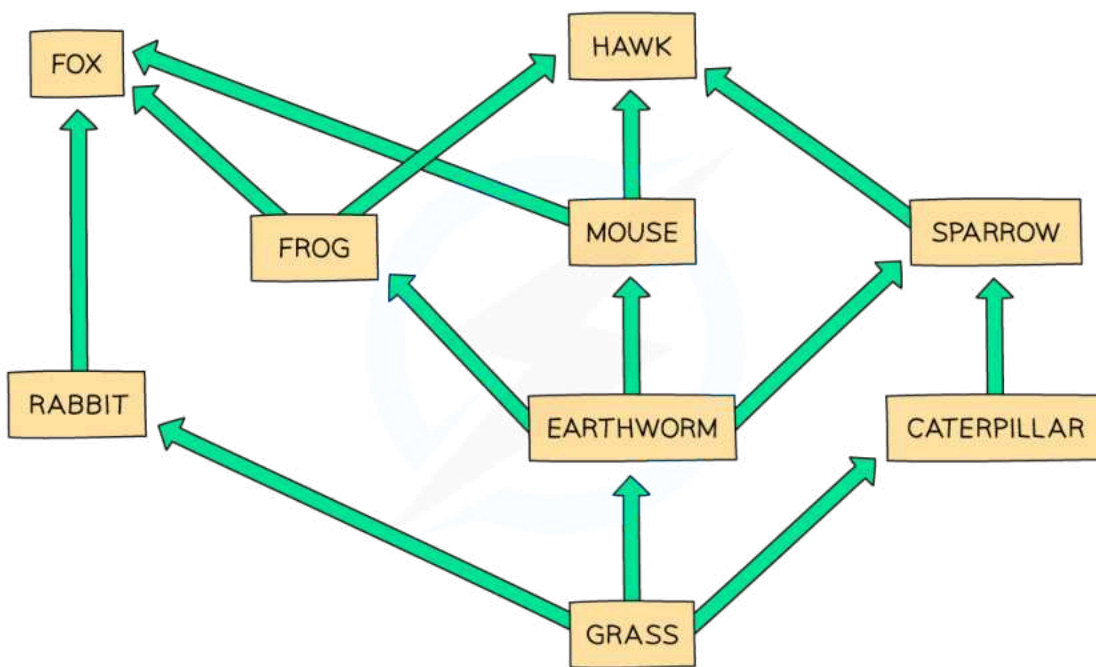 FOX
HAWK
FROG
MOUSE
SPARROW
RABBIT
EARTHWORM
CATERPILLAR
GRASS